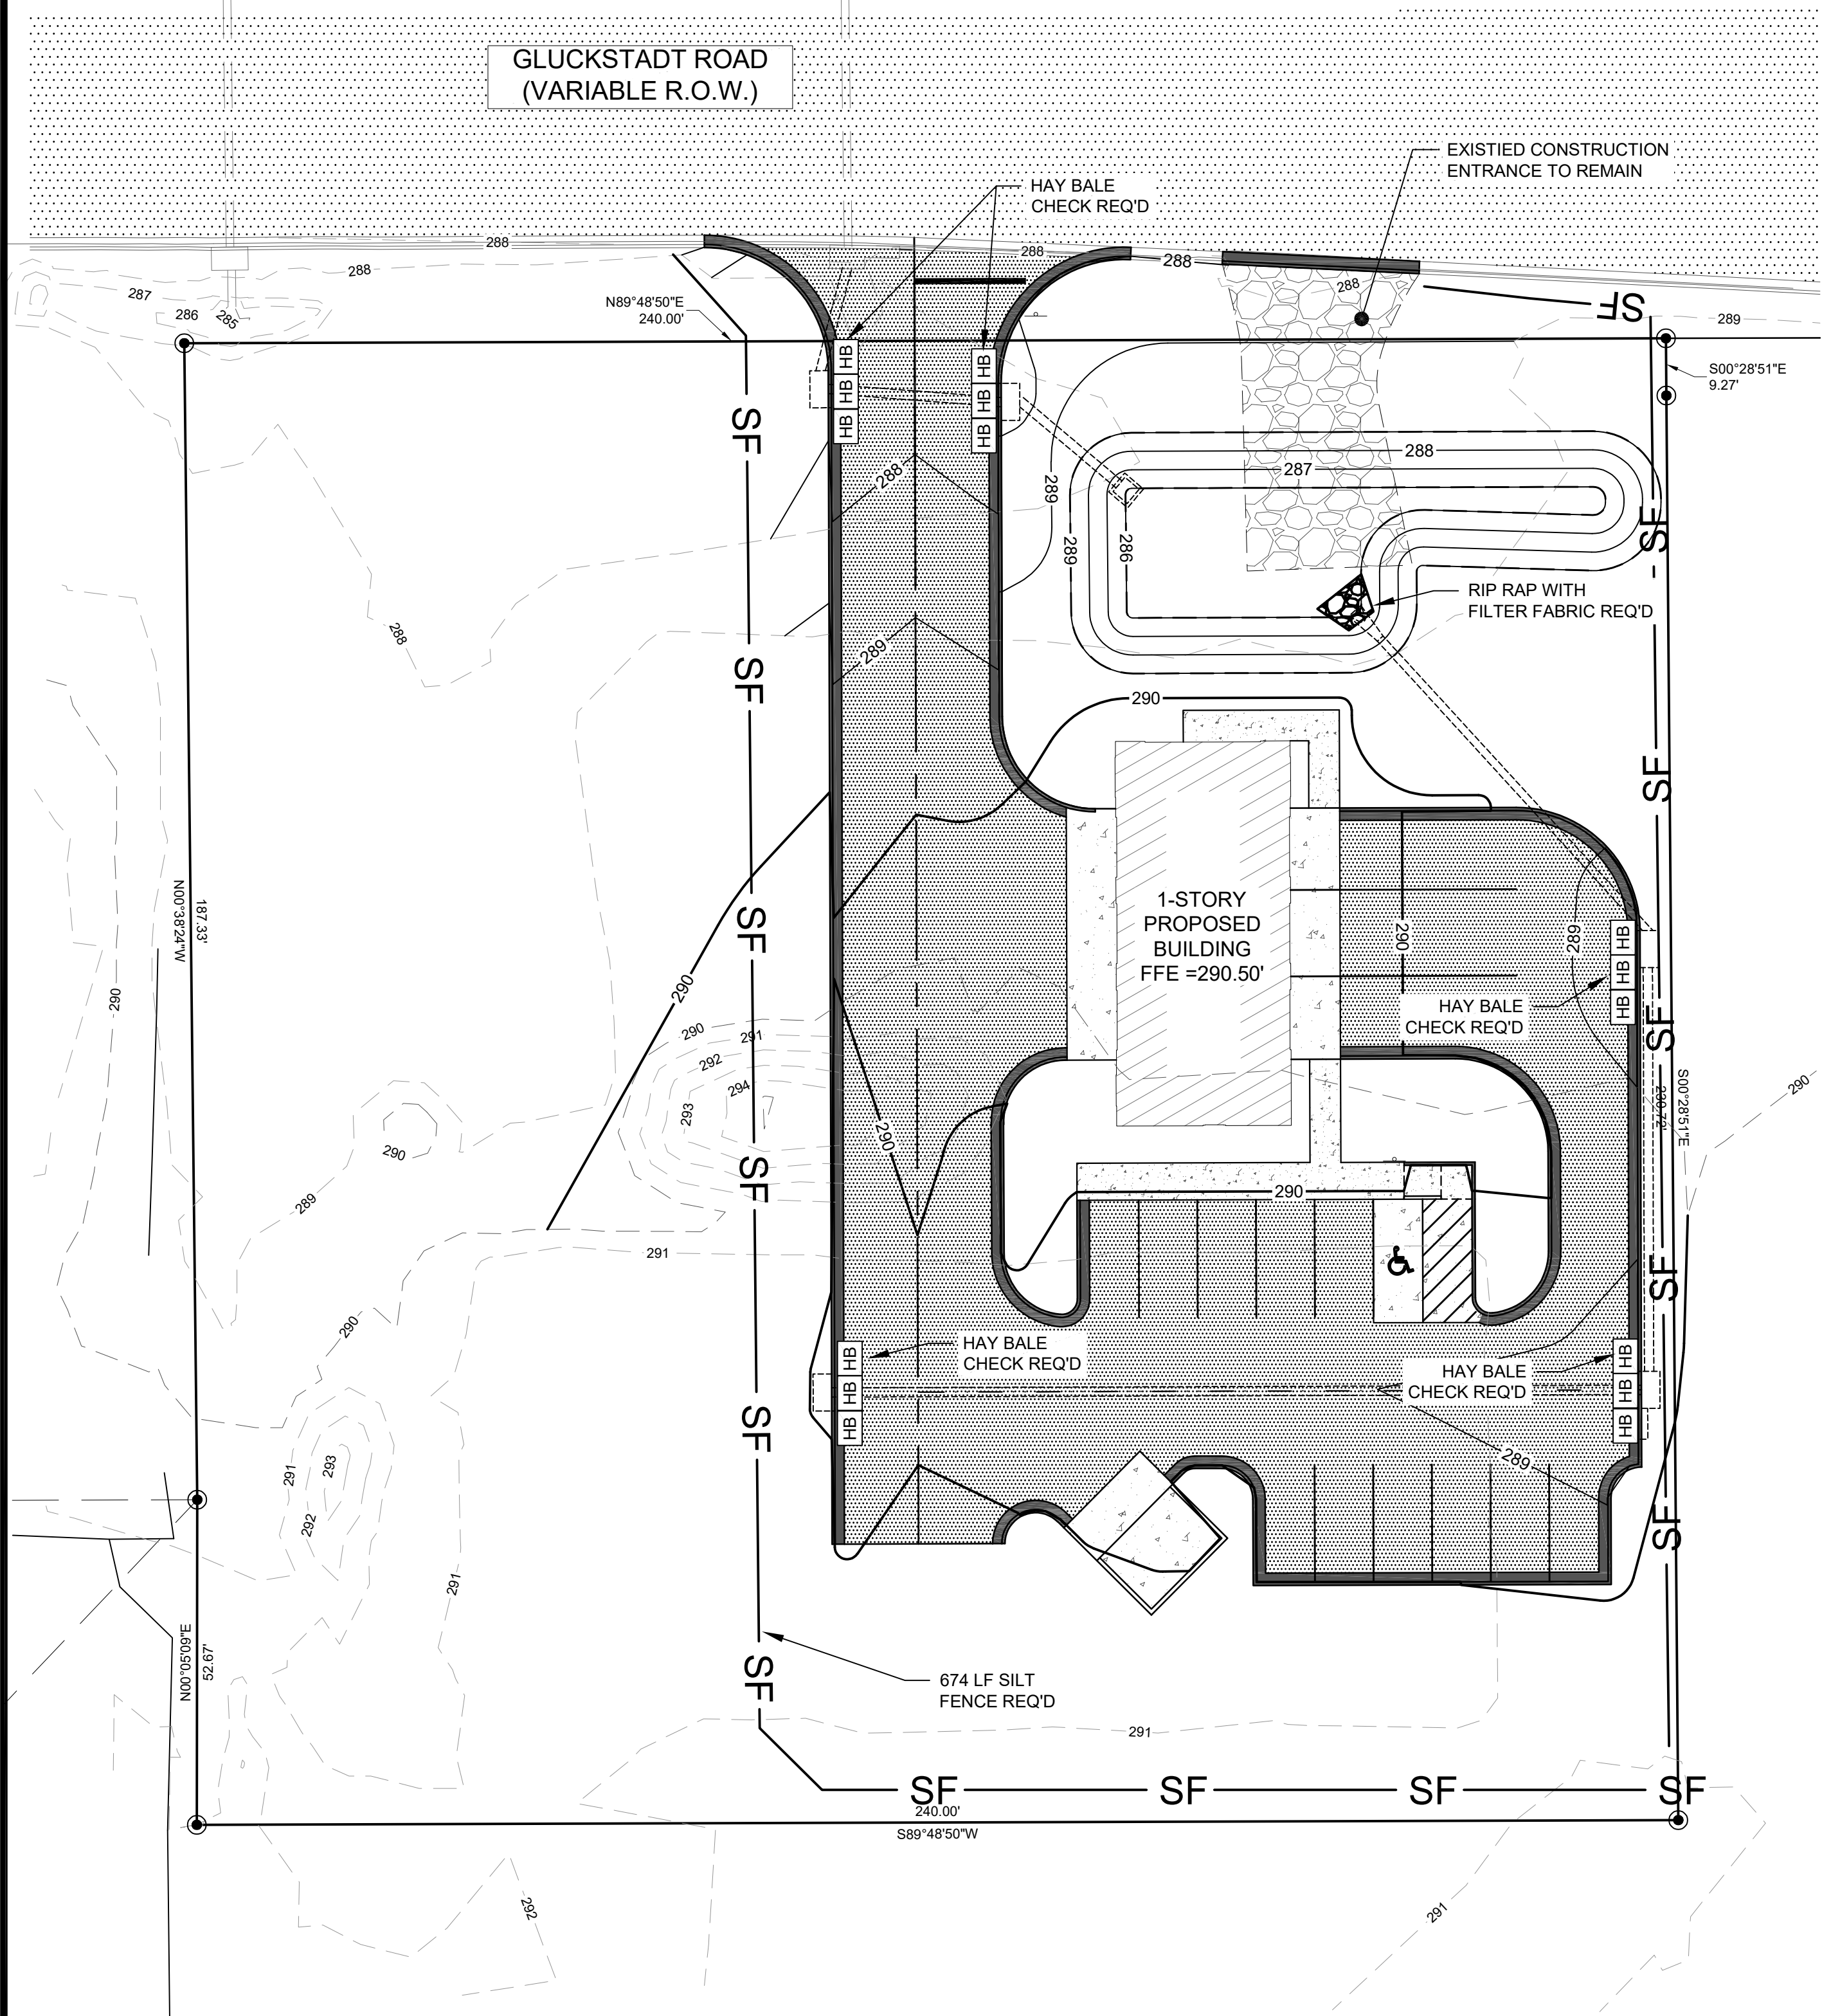 GLUCKSTADT ROAD
(VARIABLE R.O.W.)
EXISTIED CONSTRUCTION
ENTRANCE TO REMAIN
HAY BALE
CHECK REQ'D
288
288
288
288
288
287
286
285
N89°48'50"E
240.00'
SF
289
S00°28'51"E
9.27'
HB
HB
HB
HB
HB
HB
SF
288
288
287
289
289
286
SF
RIP RAP WITH
FILTER FABRIC REQ'D
288
289
SF
290
SF
N00°38'24"W
187.33'
1-STORY
PROPOSED
BUILDING
FFE =290.50'
SF
290
289
HB
HB
HB
HAY BALE
CHECK REQ'D
SF
290
290
290
291
292
294
293
290
290
289
S00°28'51"E
230.72'
290
SF
290
SF
291
290
HB
HB
HB
HAY BALE
CHECK REQ'D
HAY BALE
CHECK REQ'D
HB
HB
HB
SF
289
291
293
292
SF
291
N00°05'09"E
52.67'
SF
674 LF SILT
FENCE REQ'D
291
SF
SF
SF
SF
240.00'
S89°48'50"W
292
291